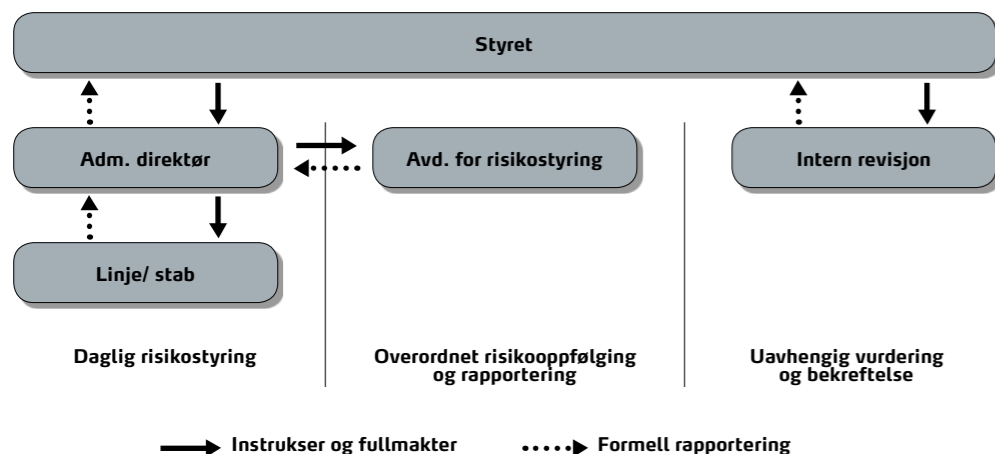 Styret
Adm. direktør
Avd. for risikostyring
Intern revisjon
Linje/ stab
Daglig risikostyring
Overordnet risikooppfølging
og rapportering
Uavhengig vurdering
og bekreftelse
Instrukser og fullmakter
Formell rapportering